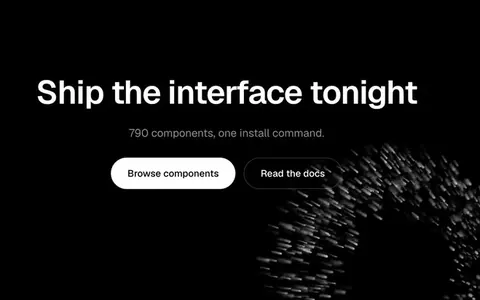 Ship the interface tonight
790 components, one install command.
Browse components
Read the docs